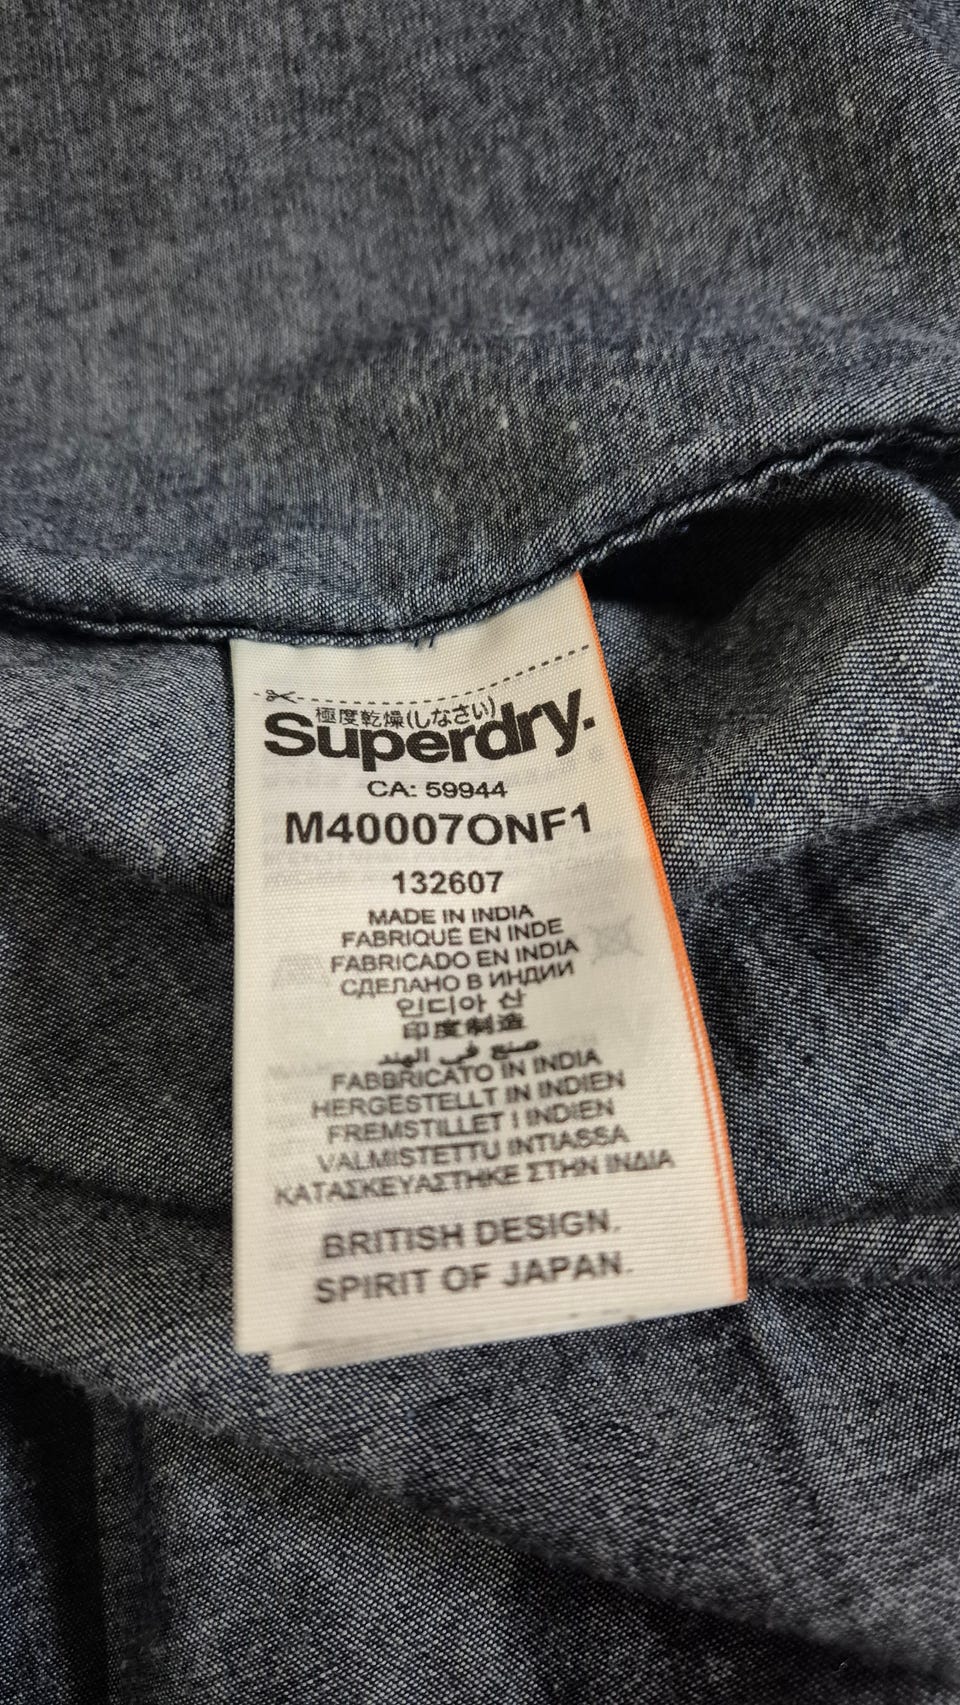 極度乾燥(しなさい)
Superdry.
CA: 59944
M40007ONF1
132607
MADE IN INDIA
FABRIQUÉ EN INDE
FABRICADO EN INDIA
СДЕЛАНО В ИНДИИ
인디아 산
印度制造
صنع في الهند
FABBRICATO IN INDIA
HERGESTELLT IN INDIEN
FREMSTILLET I INDIEN
VALMISTETTU INTIASSA
ΚΑΤΑΣΚΕΥΑΣΤΗΚΕ ΣΤΗΝ ΙΝΔΙΑ
BRITISH DESIGN.
SPIRIT OF JAPAN.